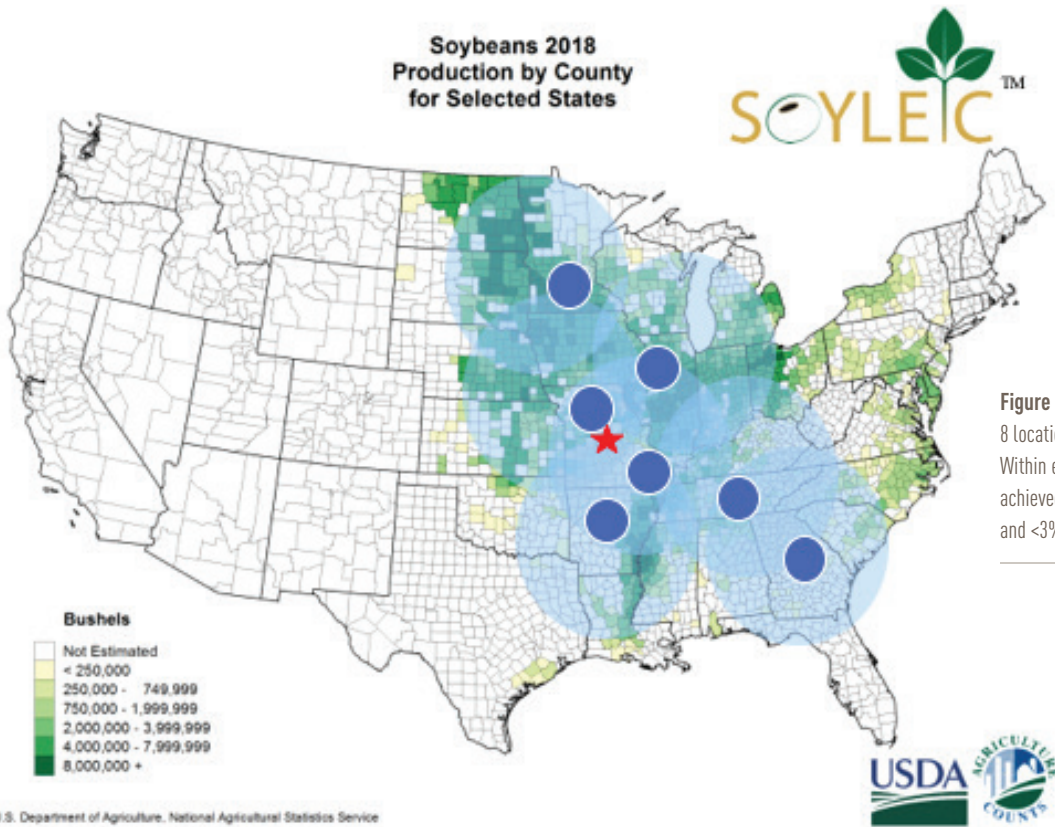 Soybeans 2018
Production by County
for Selected States
SOYLEIC™
Figure
8 locati
Within e
achieve
and <3%
Bushels
Not Estimated
< 250,000
250,000 - 749,999
750,000 - 1,999,999
2,000,000 - 3,999,999
4,000,000 - 7,999,999
8,000,000 +
USDA
AGRICULTURE
COUNTS
.S. Department of Agriculture, National Agricultural Statistics Service